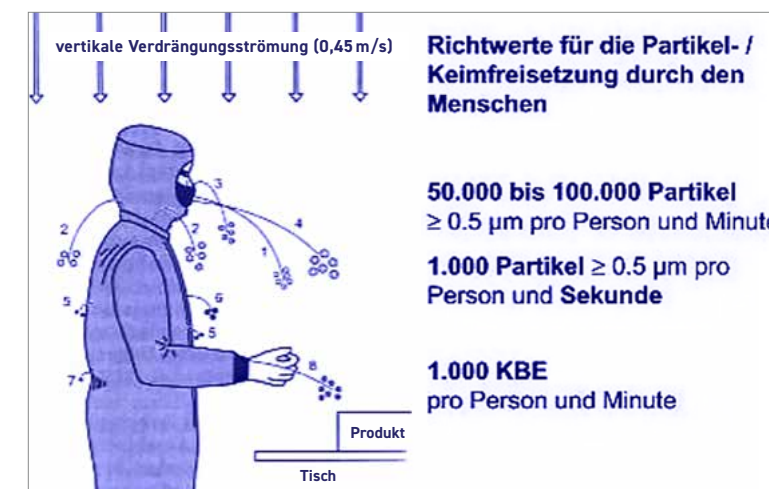 vertikale Verdrängungsströmung (0,45 m/s)
Richtwerte für die Partikel- /
Keimfreisetzung durch den
Menschen
50.000 bis 100.000 Partikel
≥ 0.5 µm pro Person und Minute
1.000 Partikel ≥ 0.5 µm pro
Person und Sekunde
1.000 KBE
pro Person und Minute
2
3
2
1
4
5
6
5
7
8
Produkt
Tisch